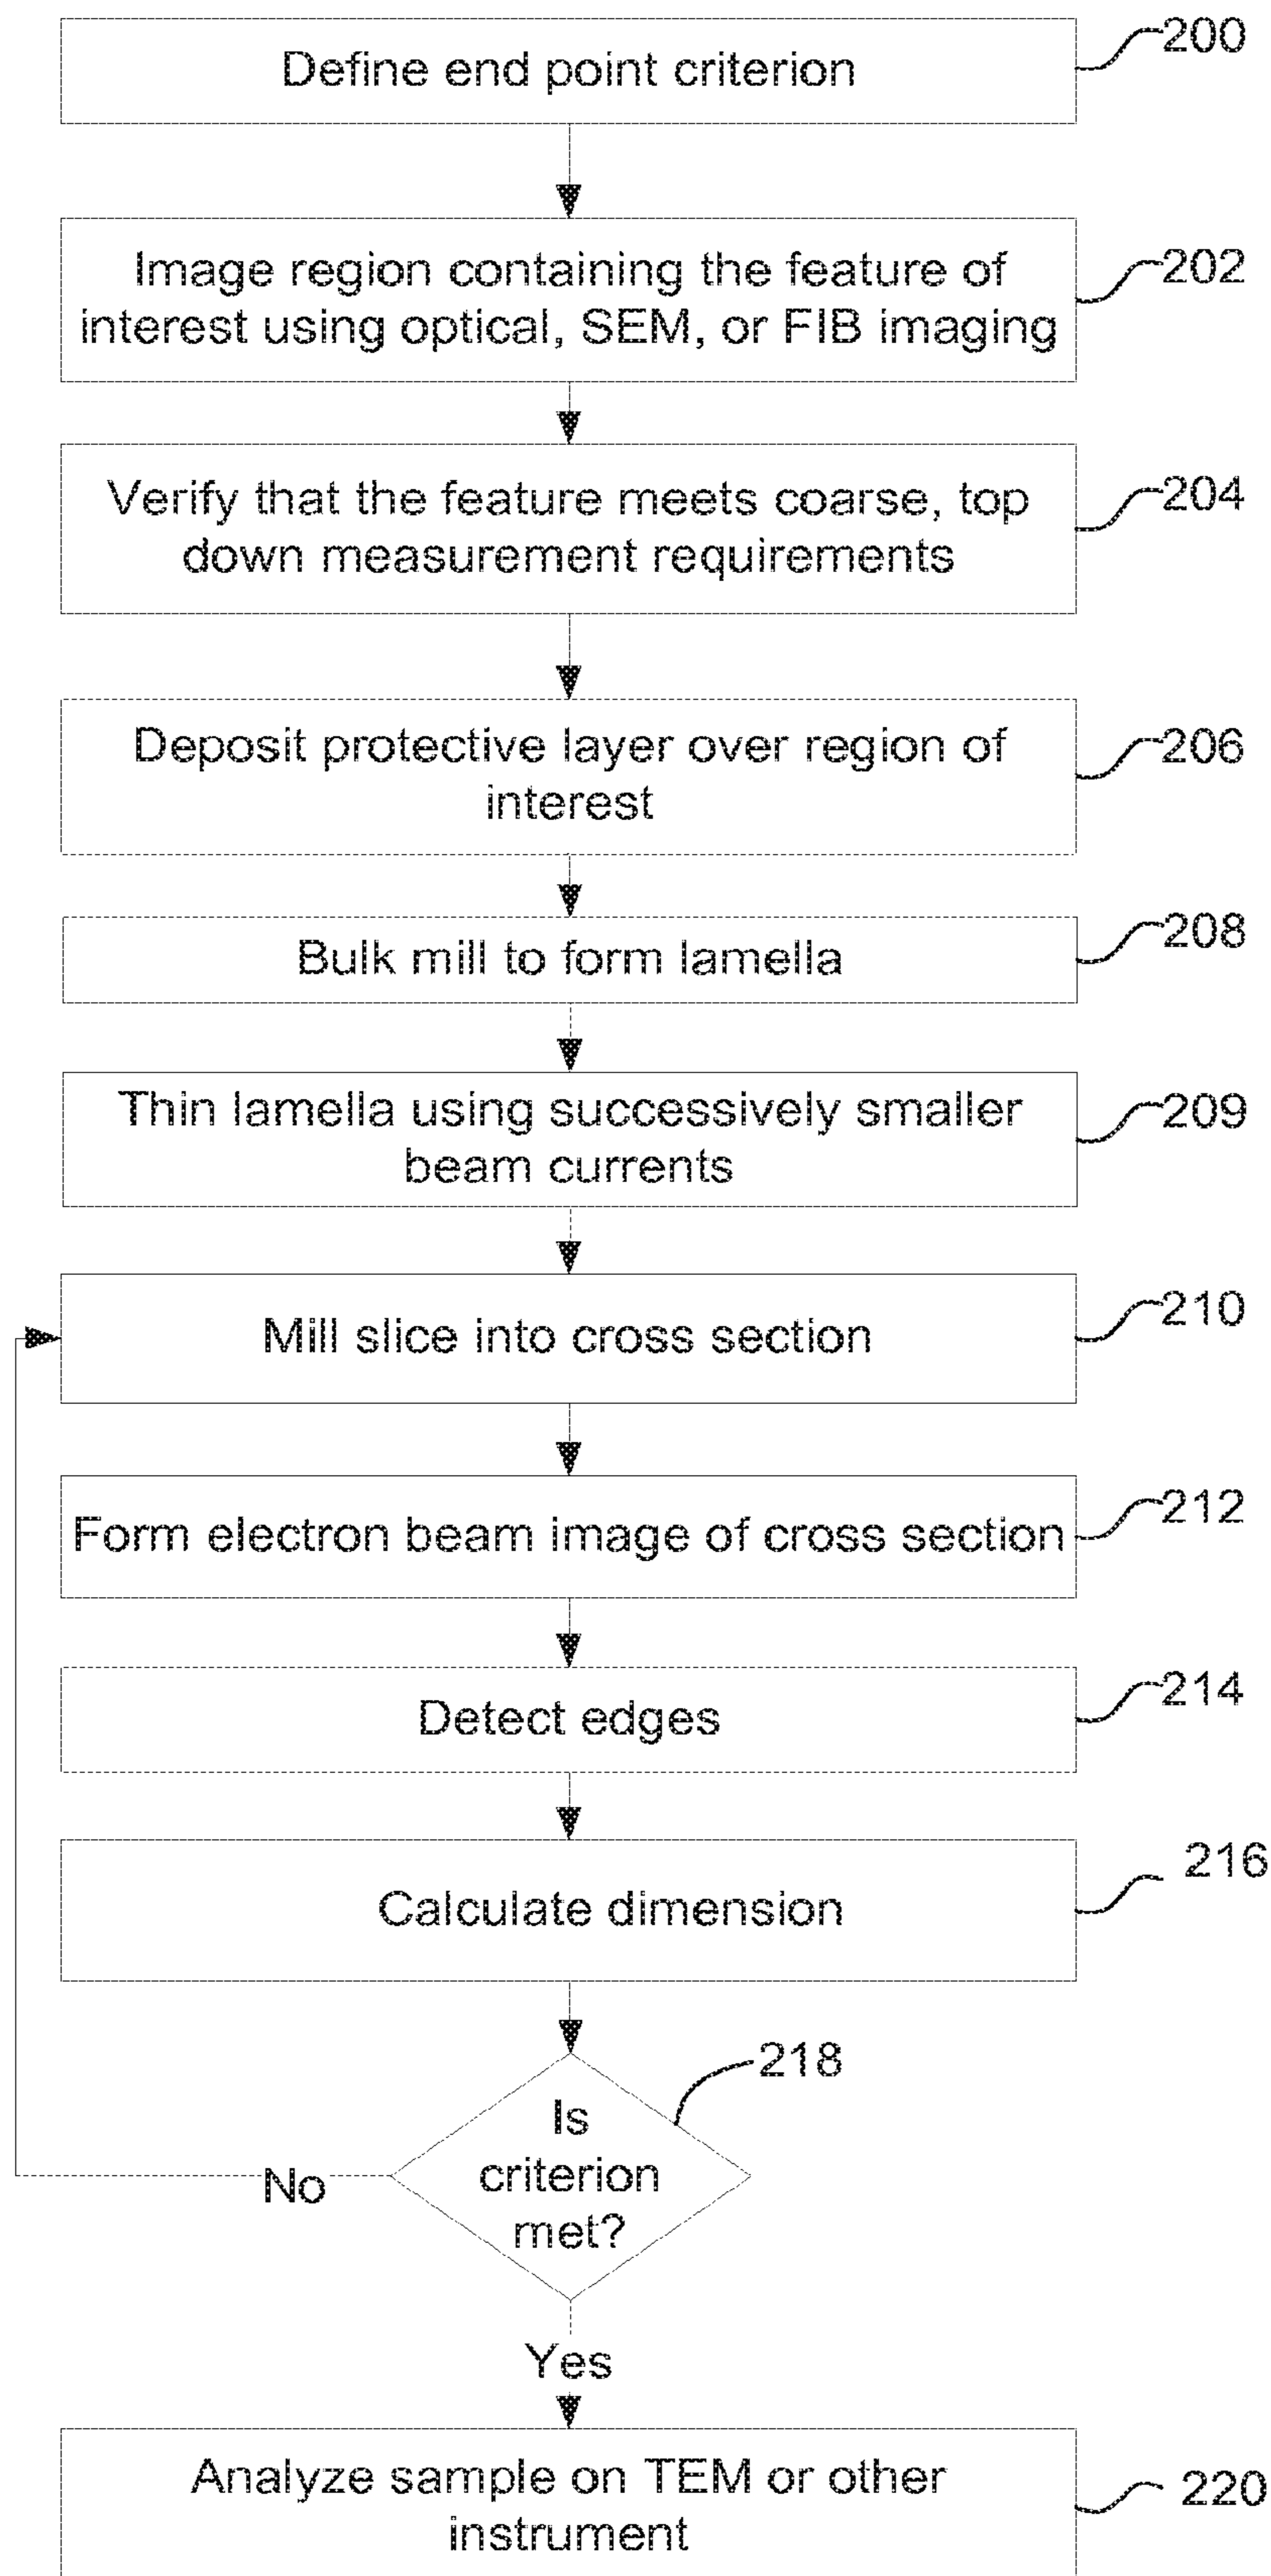 Define end point criterion
200
Image region containing the feature of
interest using optical, SEM, or FIB imaging
202
Verify that the feature meets coarse, top
down measurement requirements
204
Deposit protective layer over region of
interest
206
Bulk mill to form lamella
208
Thin lamella using successively smaller
beam currents
209
Mill slice into cross section
210
Form electron beam image of cross section
212
Detect edges
214
Calculate dimension
216
Is
criterion
met?
218
No
Yes
Analyze sample on TEM or other
instrument
220